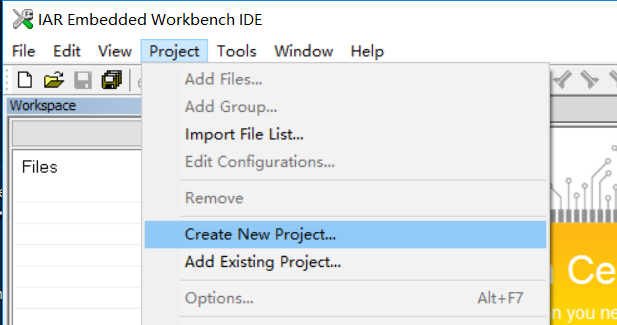 IAR Embedded Workbench IDE
File Edit View Project Tools Window Help
Workspace
Files
Add Files...
Add Group...
Import File List...
Edit Configurations...
Remove
Create New Project...
Add Existing Project...
Options... Alt+F7
Ce
you ne